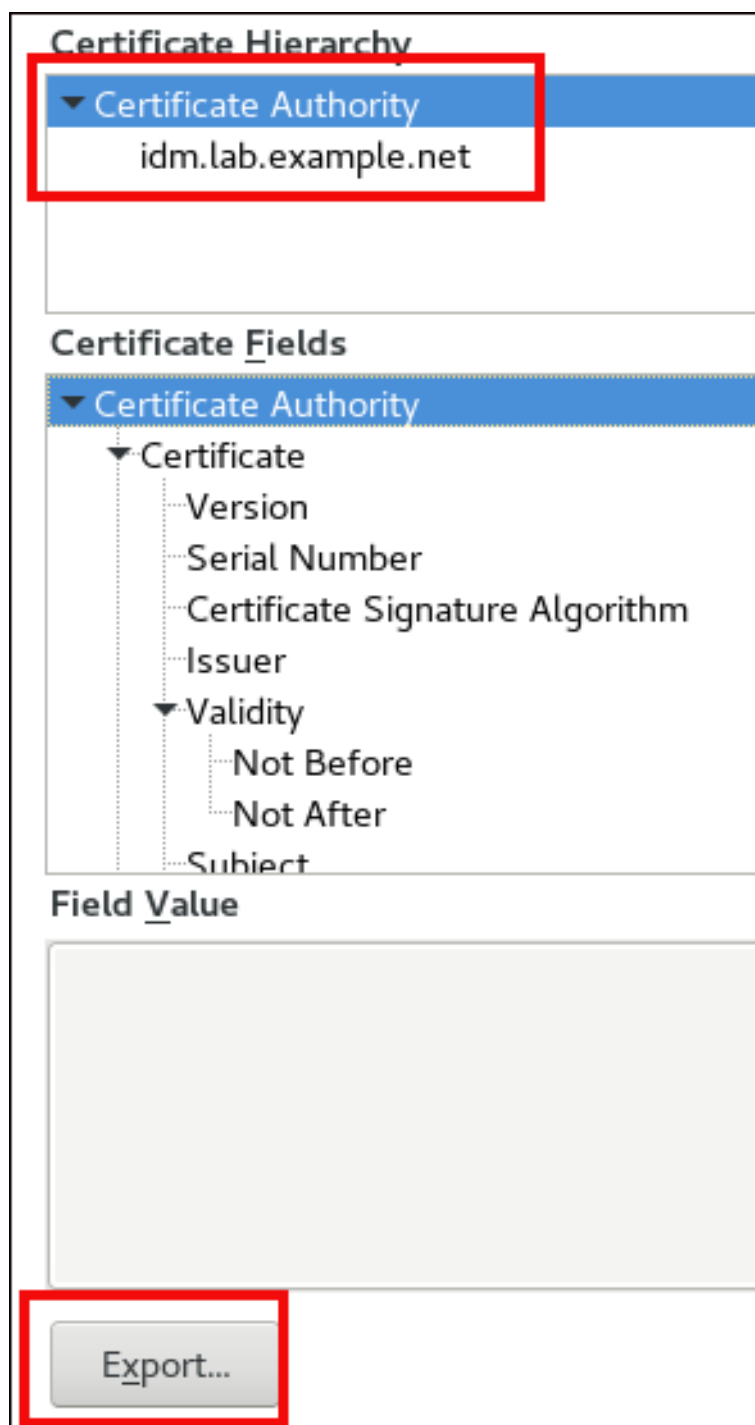 Certificate Hierarchy
Certificate Authority
idm.lab.example.net
Certificate Fields
Certificate Authority
Certificate
Version
Serial Number
Certificate Signature Algorithm
Issuer
Validity
Not Before
Not After
Subject
Field Value
Export...